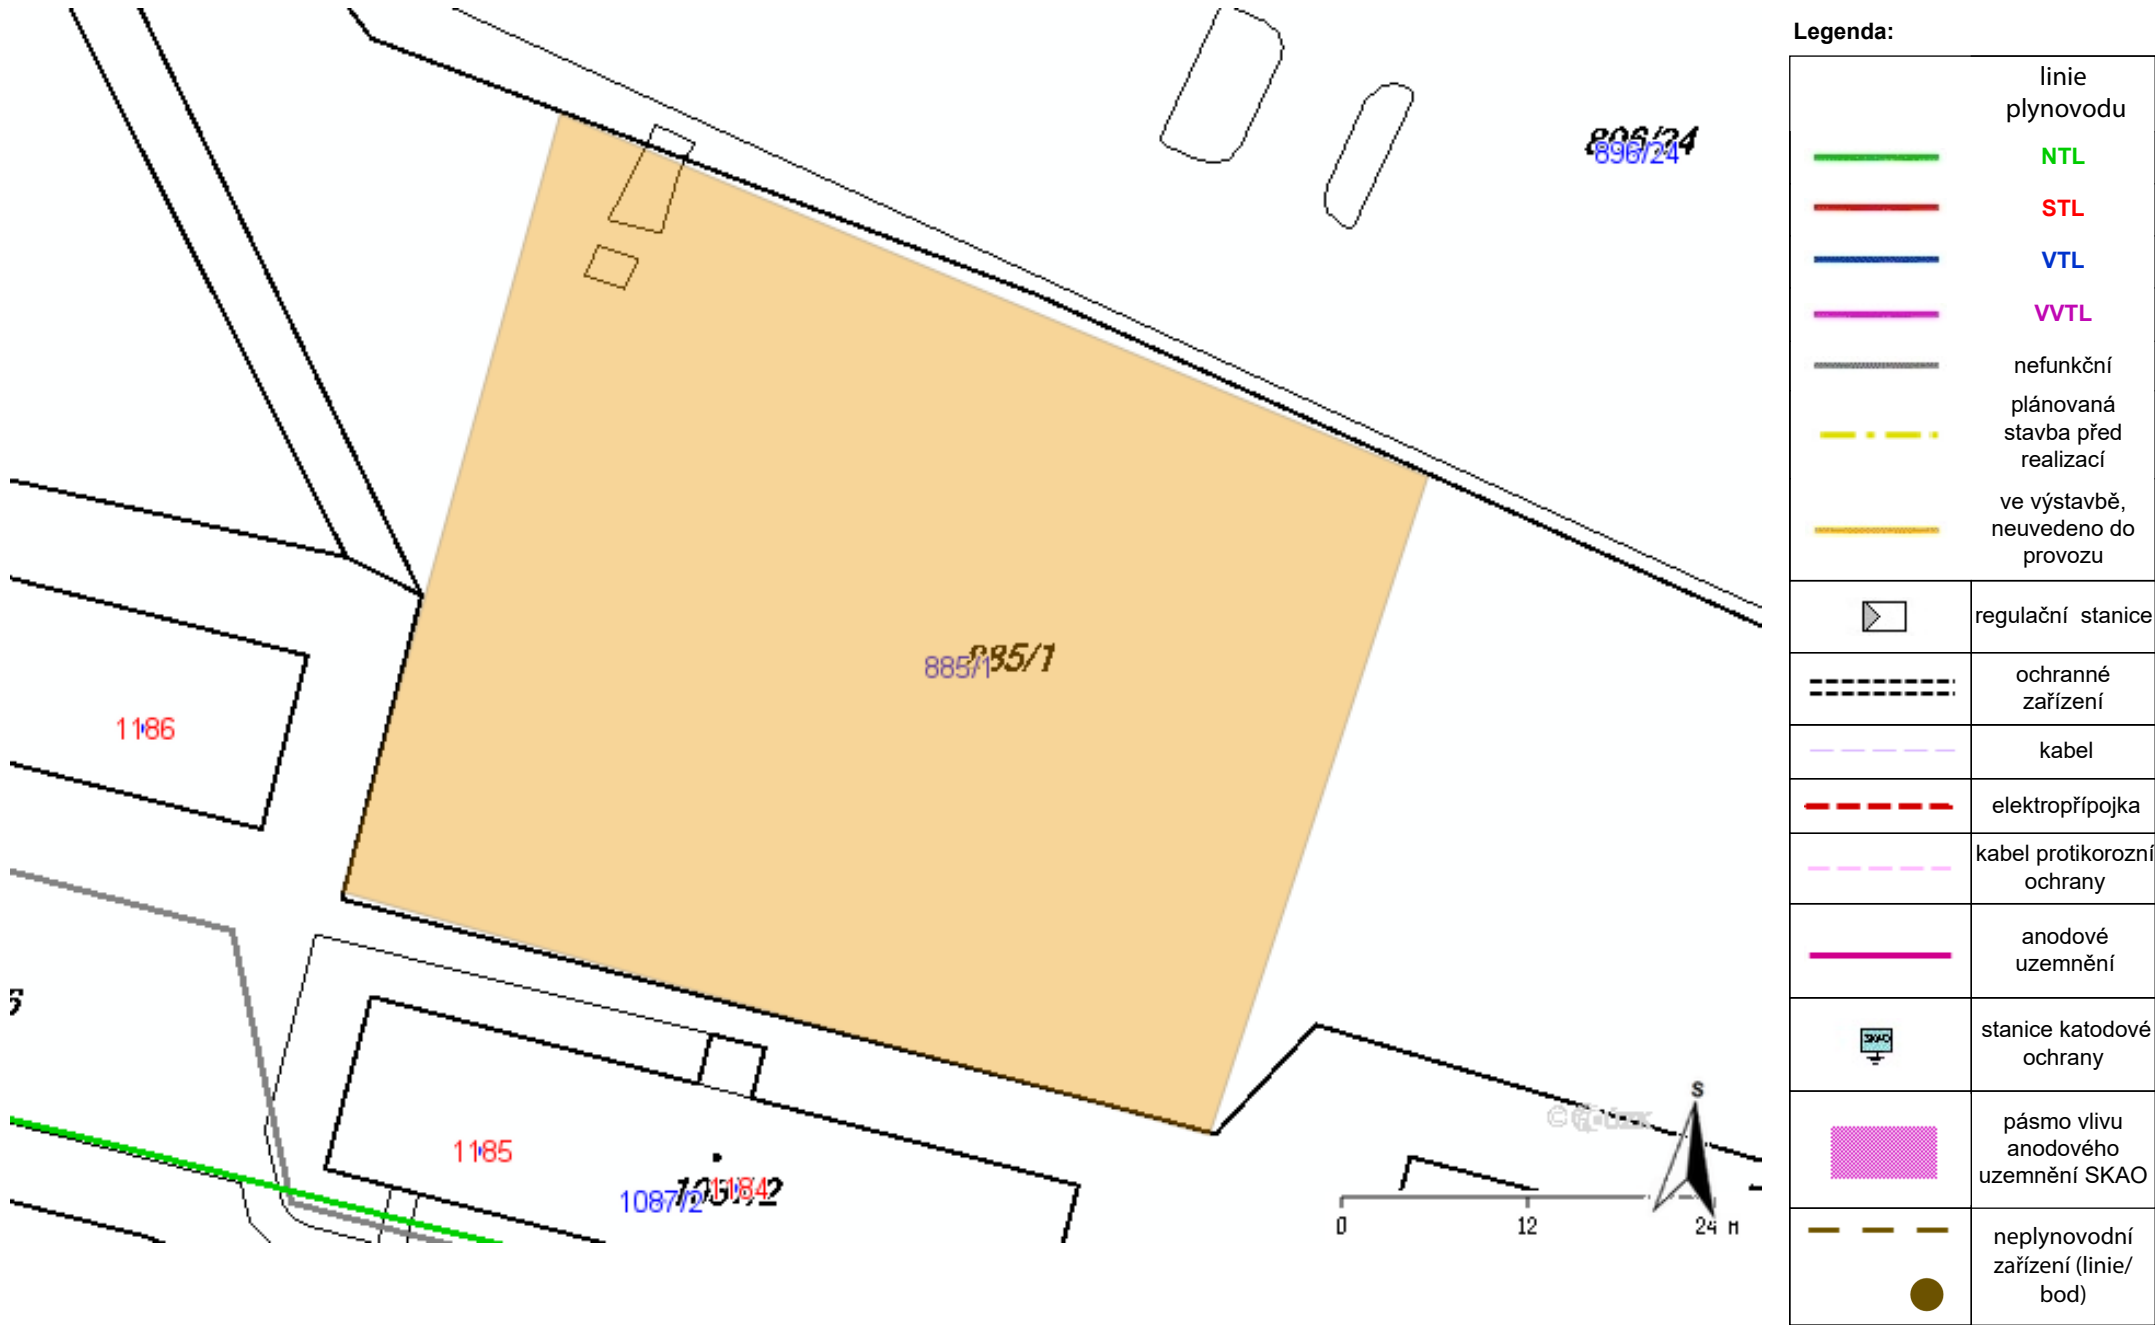 Legenda:
linie
plynovodu
NTL
STL
VTL
VVTL
nefunkční
plánovaná
stavba před
realizací
ve výstavbě,
neuvedeno do
provozu
regulační stanice
ochranné
zařízení
kabel
elektropřípojka
kabel protikorozní
ochrany
anodové
uzemnění
SKAO
stanice katodové
ochrany
pásmo vlivu
anodového
uzemnění SKAO
neplynovodní
zařízení (linie/
bod)
896/24
896/24
885/1
885/1
1186
1185
1087/2
1184
S
0 12 24 M